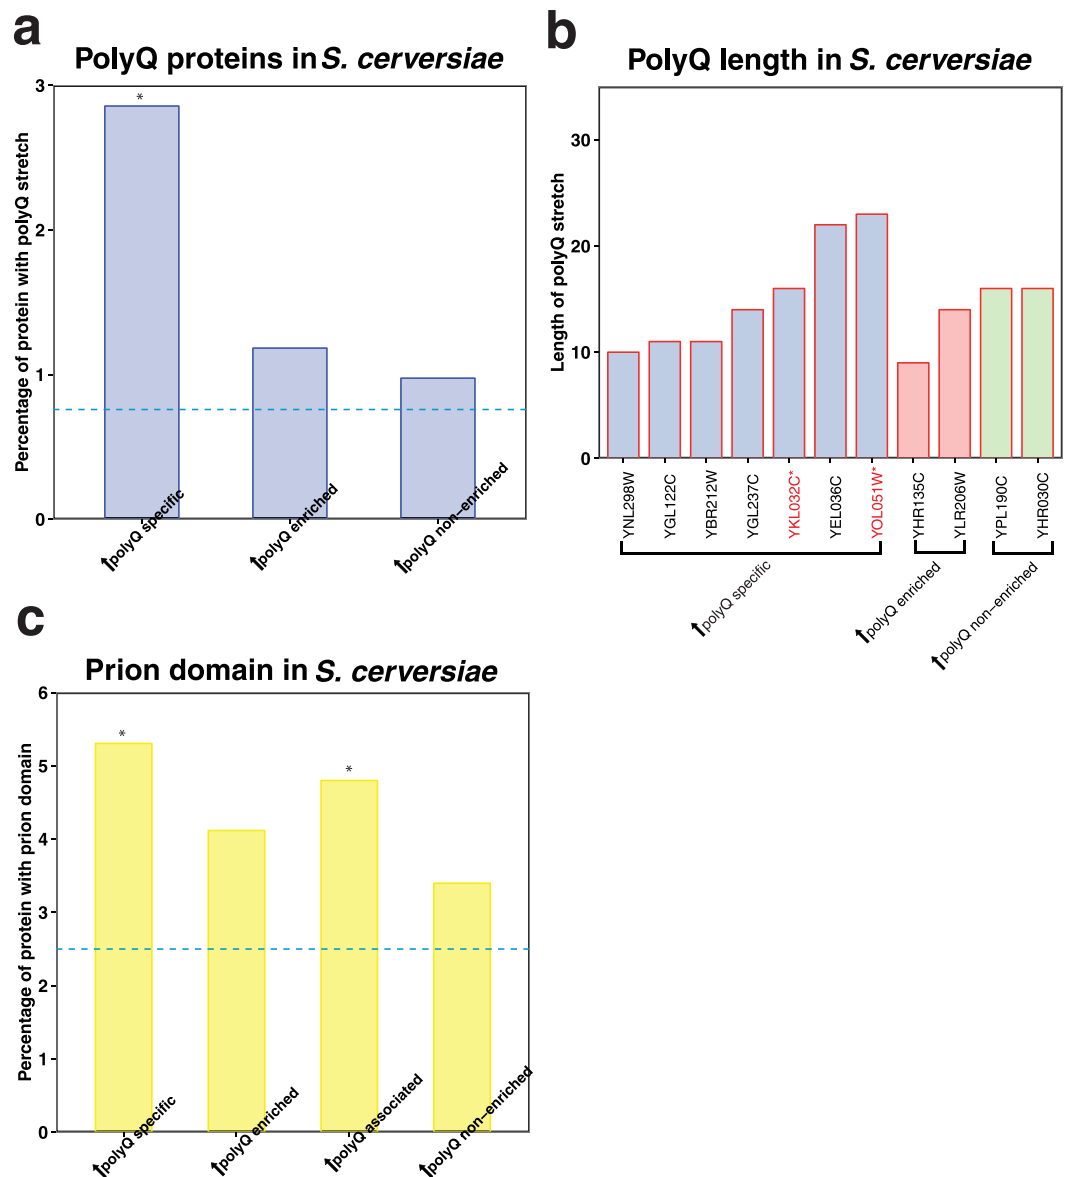 a
PolyQ proteins in S. cerversiae
Percentage of protein with polyQ stretch
3
2
1
0
*
↑polyQ specific
↑polyQ enriched
↑polyQ non–enriched
b
PolyQ length in S. cerversiae
Length of polyQ stretch
30
20
10
0
YNL298W
YGL122C
YBR212W
YGL237C
YKL032C*
YEL036C
YOL051W*
YHR135C
YLR206W
YPL190C
YHR030C
↑polyQ specific
↑polyQ enriched
↑polyQ non–enriched
c
Prion domain in S. cerversiae
Percentage of protein with prion domain
6
5
4
3
2
1
0
*
*
↑polyQ specific
↑polyQ enriched
↑polyQ associated
↑polyQ non–enriched